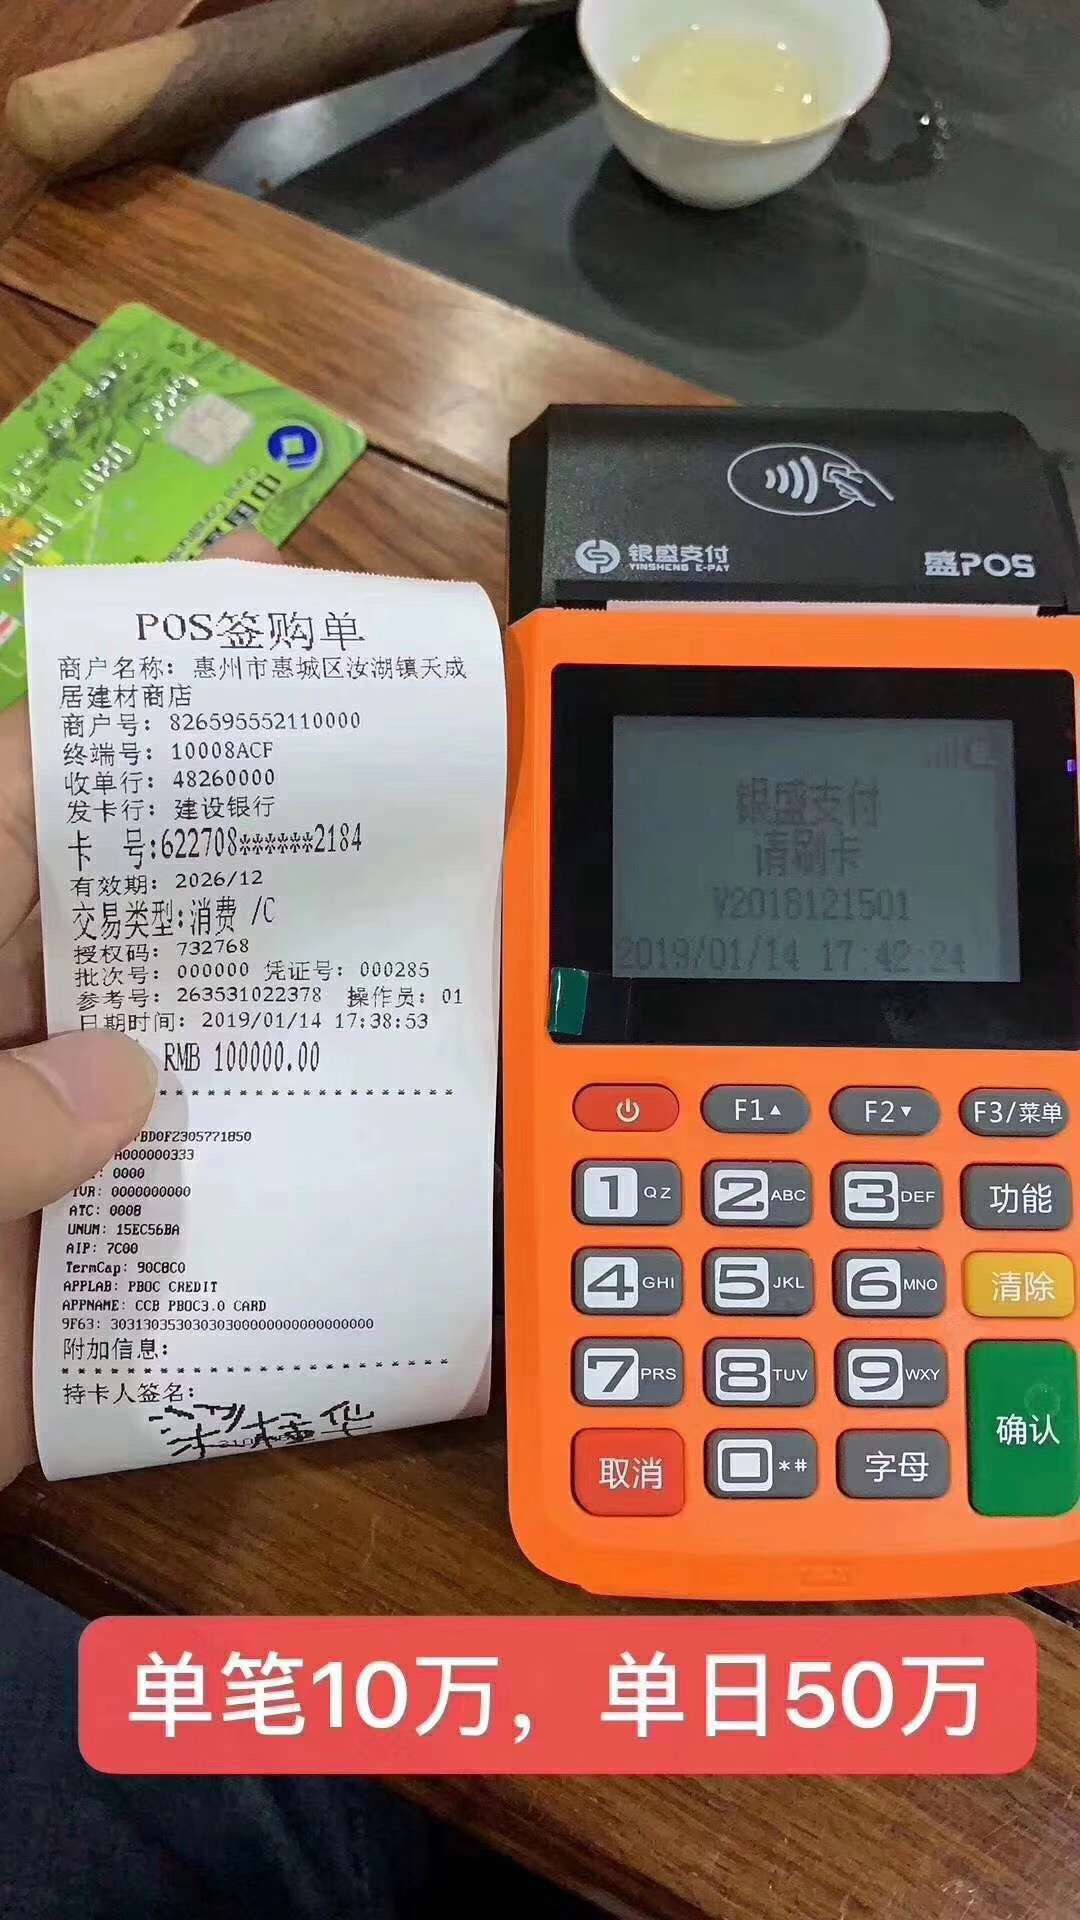 银盛支付
YINSHENG E-PAY
盛POS
POS签购单
商户名称: 惠州市惠城区汝湖镇天成
居建材商店
商户号: 826595552110000
终端号: 10008ACF
收单行: 48260000
发卡行: 建设银行
卡 号:622708******2184
有效期: 2026/12
交易类型:消费 /C
授权码: 732768
批次号: 000000 凭证号: 000285
参考号: 263531022378 操作员: 01
日期时间: 2019/01/14 17:38:53
RMB 100000.00
BD0F2305771850
A000000333
: 0000
TVR: 0000000000
ATC: 000B
UNUM: 15EC56BA
AIP: 7C00
TermCap: 90C8C0
APPLAB: PBOC CREDIT
APPNAME: CCB PBOC3.0 CARD
附加信息:
持卡人签名:
银盛支付
请刷卡
V2018121501
2019/01/14 17:42:24
F1▲ F2▼ F3/菜单
1 QZ 2 ABC 3 DEF 功能
4 GHI 5 JKL 6 MNO 清除
7 PRS 8 TUV 9 WXY 确认
取消 0 *# 字母
单笔10万，单日50万